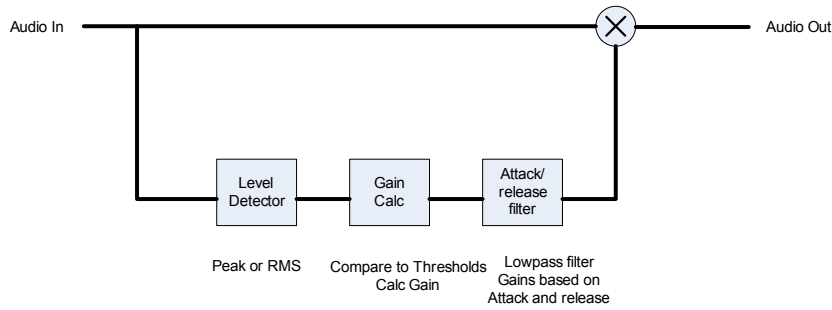 Audio In
Audio Out
Level
Detector
Gain
Calc
Attack/
release
filter
Peak or RMS
Compare to Thresholds
Calc Gain
Lowpass filter
Gains based on
Attack and release